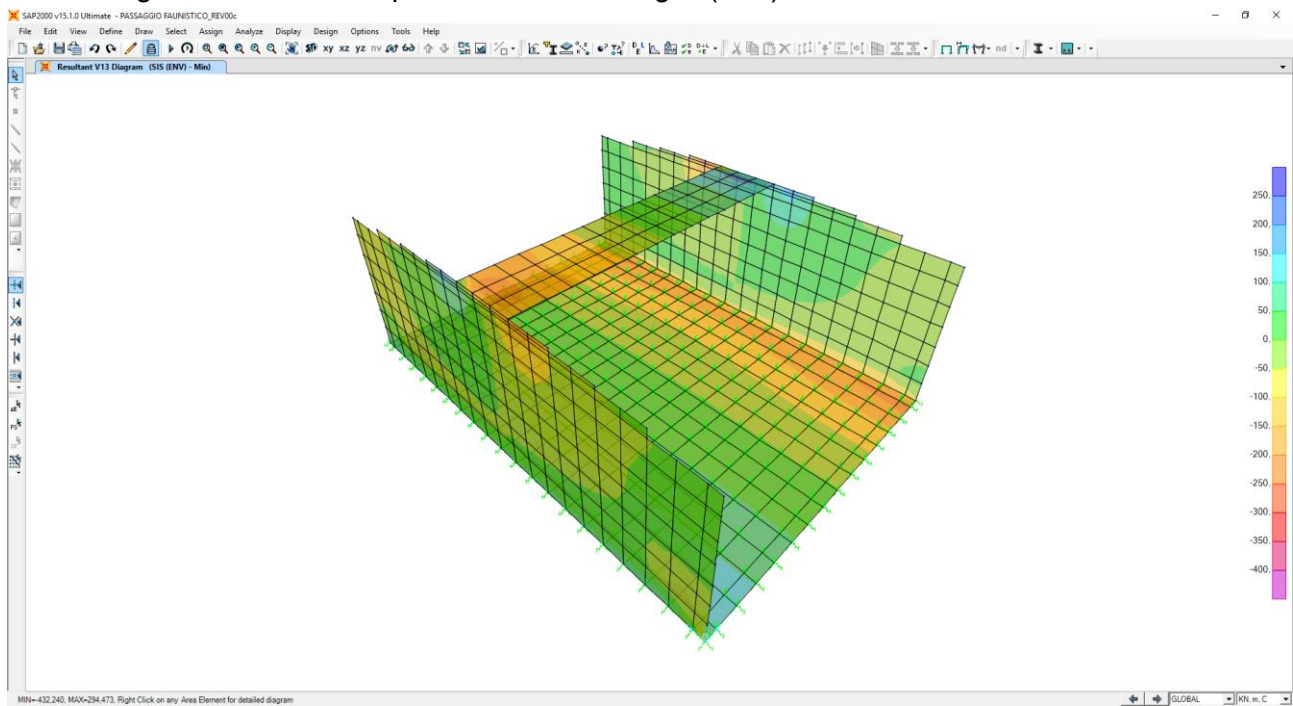 SAP2000 v15.1.0 Ultimate - PASSAGGIO FAUNISTICO_REV00c
File Edit View Define Draw Select Assign Analyze Display Design Options Tools Help
xy xz yz nv
nd
Resultant V13 Diagram (SIS (ENV) - Min)
250,
200,
150,
100,
50,
0,
-50,
-100,
-150,
-200,
-250,
-300,
-350,
-400,
MIN=-432,240, MAX=294,473, Right Click on any Area Element for detailed diagram
GLOBAL
KN, m, C